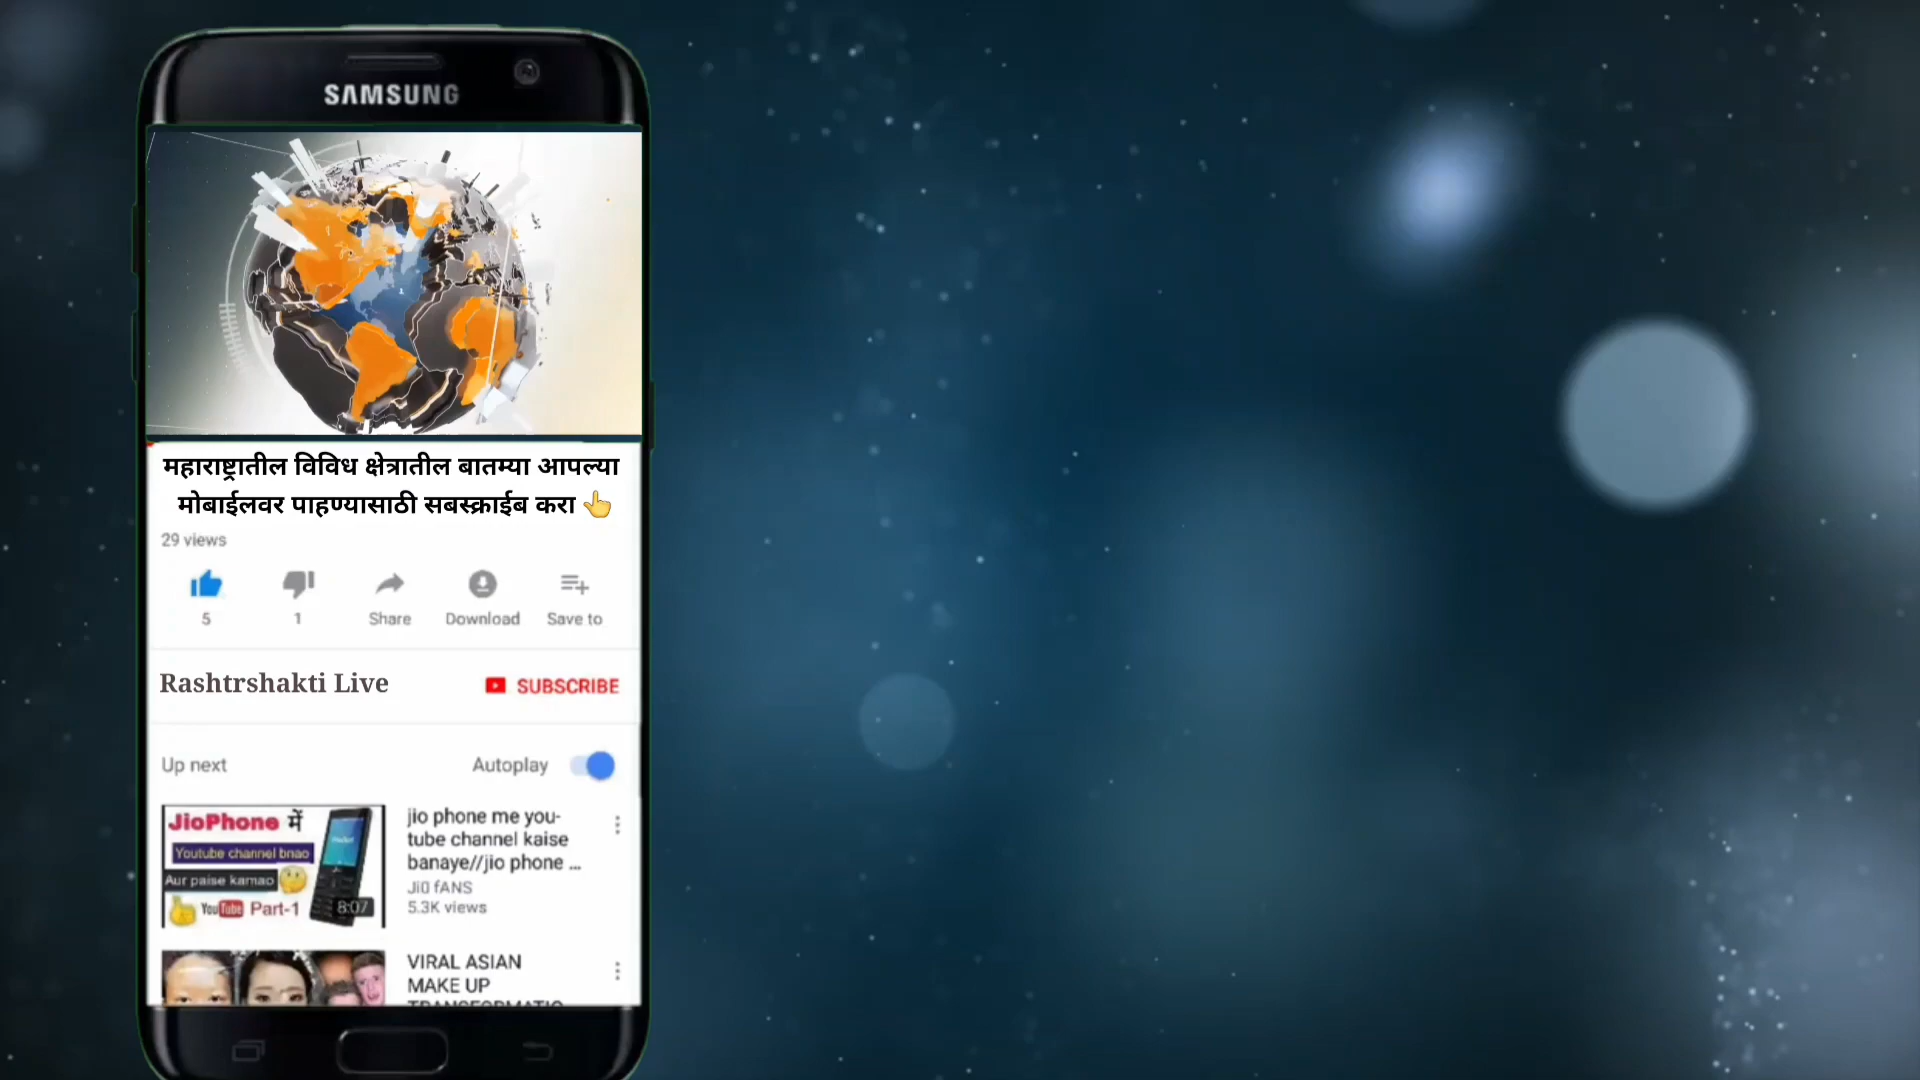 SAMSUNG
महाराष्ट्रातील विविध क्षेत्रातील बातम्या आपल्या
मोबाईलवर पाहण्यासाठी सबस्क्राईब करा
29 views
5
1
Share
Download
Save to
Rashtrshakti Live
SUBSCRIBE
Up next
Autoplay
JioPhone में
Youtube channel bnao
Aur paise kamao
YouTube Part-1
8:07
jio phone me you-
tube channel kaise
banaye//jio phone ...
Ji0 fANS
5.3K views
VIRAL ASIAN
MAKE UP